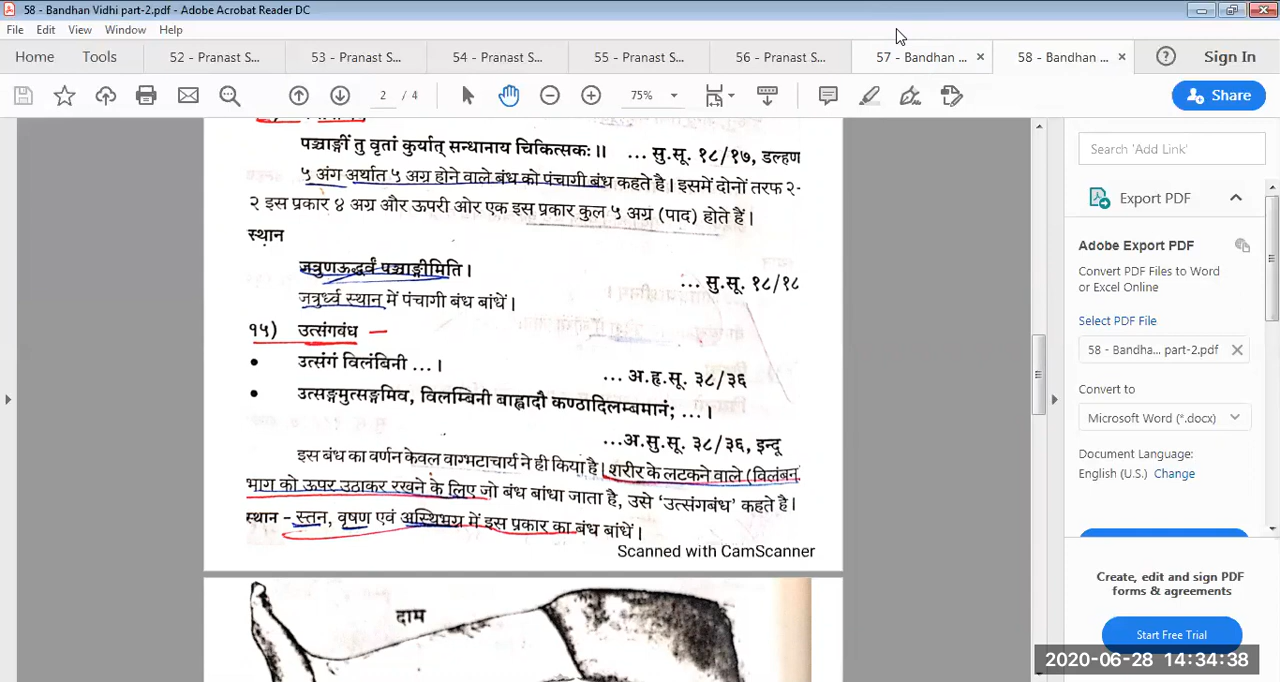 58 - Bandhan Vidhi part-2.pdf - Adobe Acrobat Reader DC
File Edit View Window Help
Home Tools 52 - Pranast S... 53 - Pranast S... 54 - Pranast S... 55 - Pranast S... 56 - Pranast S... 57 - Bandhan ... × 58 - Bandhan ... × Sign In
2 / 4 75% Share
पञ्चाङ्गीं तु वृतां कुर्यात् सन्धानाय चिकित्सकः।। ... सु.सू. १८/१७, डल्हण
५ अंग अर्थात ५ अग्र होने वाले बंध को पंचागी बंध कहते है। इसमें दोनों तरफ २-
२ इस प्रकार ४ अग्र और ऊपरी ओर एक इस प्रकार कुल ५ अग्र (पाद) होते हैं।
स्थान
जत्रुणऊद्धर्वं पञ्चाङ्गीमिति।
... सु.सू. १८/१८
जत्रुर्ध्व स्थान में पंचागी बंध बांधें।
१५) उत्संगबंध
• उत्संगं विलंबिनी ...।
... अ.हृ.सू. ३८/३६
• उत्सङ्गमुत्सङ्गमिव, विलम्बिनी बाह्वादौ कण्ठादिलम्बमानं; ...।
...अ.सु.सू. ३८/३६, इन्दू
इस बंध का वर्णन केवल वाग्भटाचार्य ने ही किया है। शरीर के लटकने वाले (विलंबन
भाग को ऊपर उठाकर रखने के लिए जो बंध बांधा जाता है, उसे 'उत्संगबंध' कहते है।
स्थान - स्तन, वृषण एवं अस्थिभग्न में इस प्रकार का बंध बांधें।
Scanned with CamScanner
दाम
Search 'Add Link'
Export PDF
Adobe Export PDF
Convert PDF Files to Word
or Excel Online
Select PDF File
58 - Bandha... part-2.pdf ×
Convert to
Microsoft Word (*.docx)
Document Language:
English (U.S.) Change
Create, edit and sign PDF
forms & agreements
Start Free Trial
2020-06-28 14:34:38